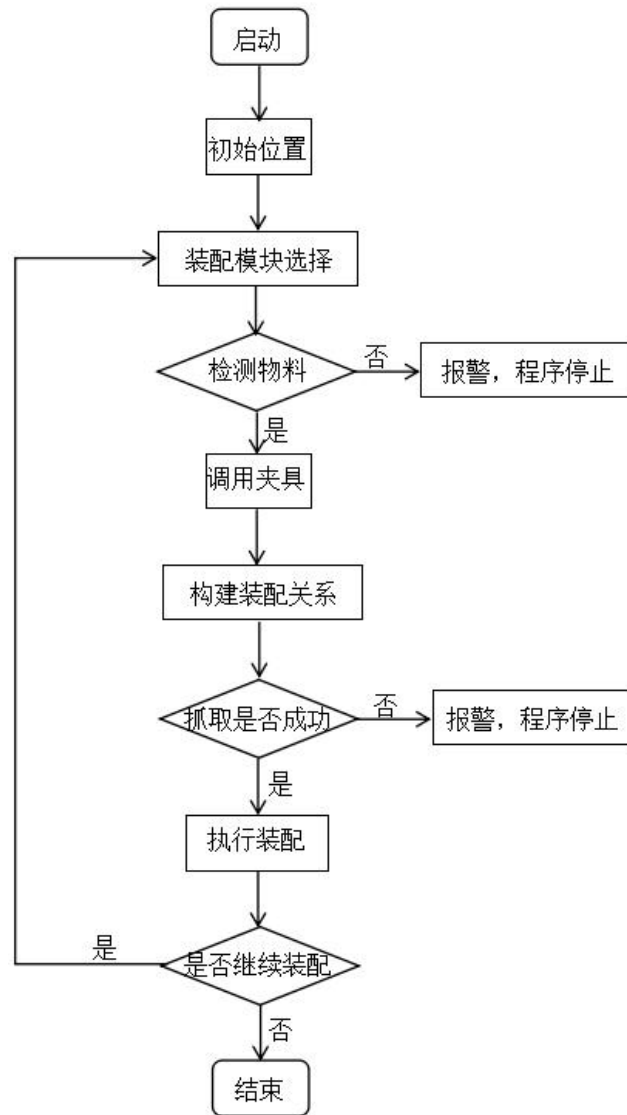 启动
初始位置
装配模块选择
检测物料
否
报警，程序停止
是
调用夹具
构建装配关系
抓取是否成功
否
报警，程序停止
是
执行装配
是否继续装配
是
否
结束